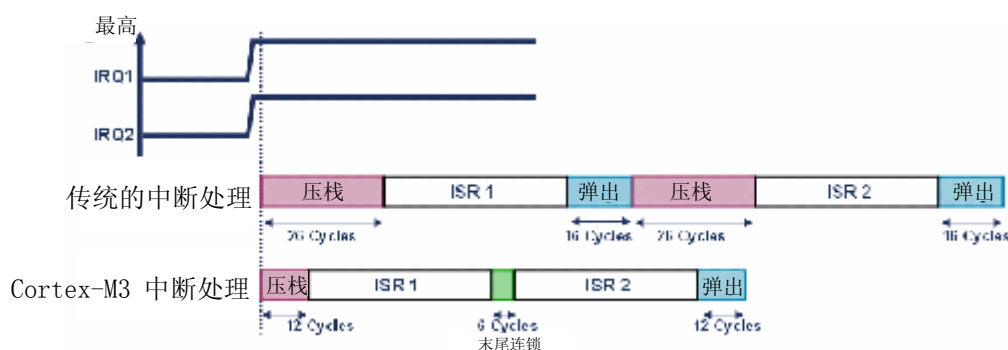 最高
IRQ1
IRQ2
传统的中断处理 压栈 ISR 1 弹出 压栈 ISR 2 弹出
26 Cycles 16 Cycles 26 Cycles 16 Cycles
Cortex-M3 中断处理 压栈 ISR 1 ISR 2 弹出
12 Cycles 6 Cycles 12 Cycles
末尾连锁